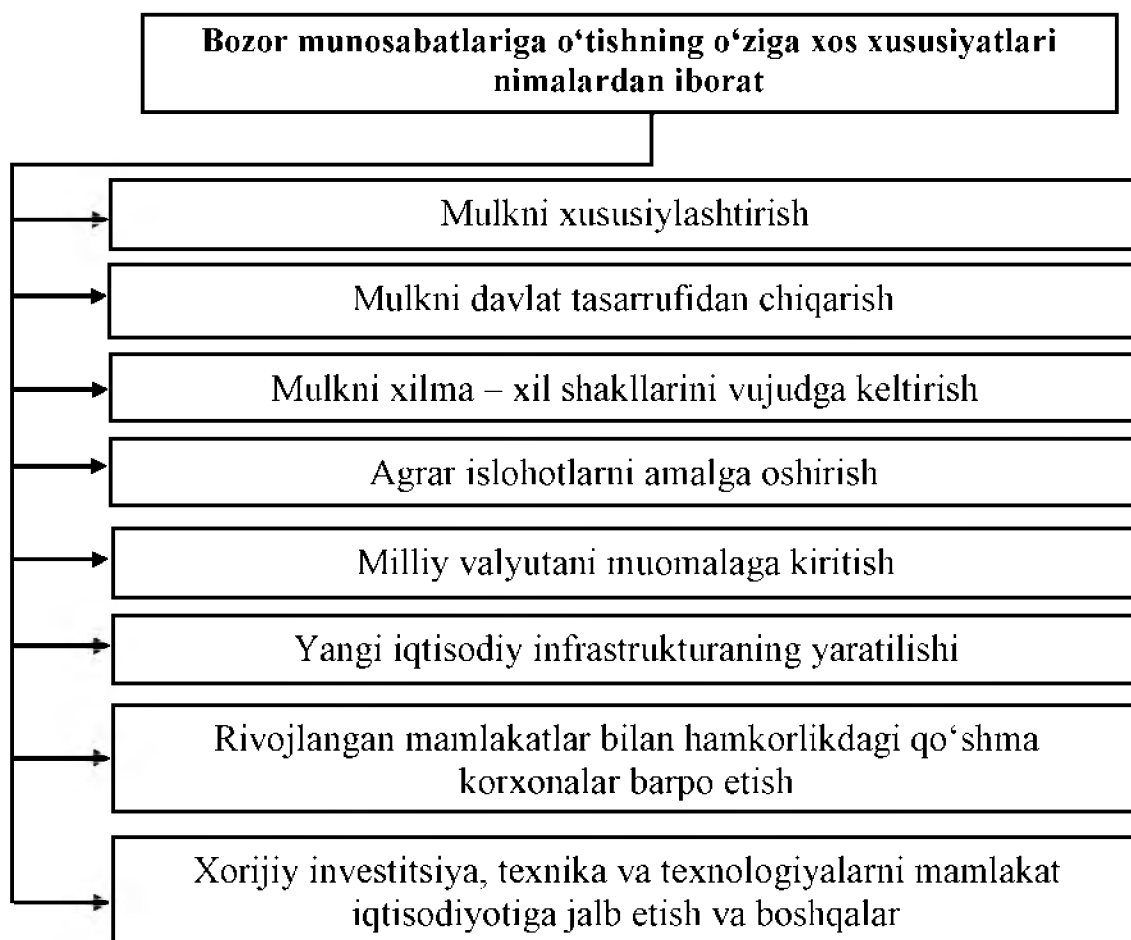 Bozor munosabatlariga o‘tishning o‘ziga xos xususiyatlari
nimalardan iborat
Mulkni xususiylashtirish
Mulkni davlat tasarrufidan chiqarish
Mulkni xilma – xil shakllarini vujudga keltirish
Agrar islohotlarni amalga oshirish
Milliy valyutani muomalaga kiritish
Yangi iqtisodiy infrastrukturaning yaratilishi
Rivojlangan mamlakatlar bilan hamkorlikdagi qo‘shma
korxonalar barpo etish
Xorijiy investitsiya, texnika va texnologiyalarni mamlakat
iqtisodiyotiga jalb etish va boshqalar